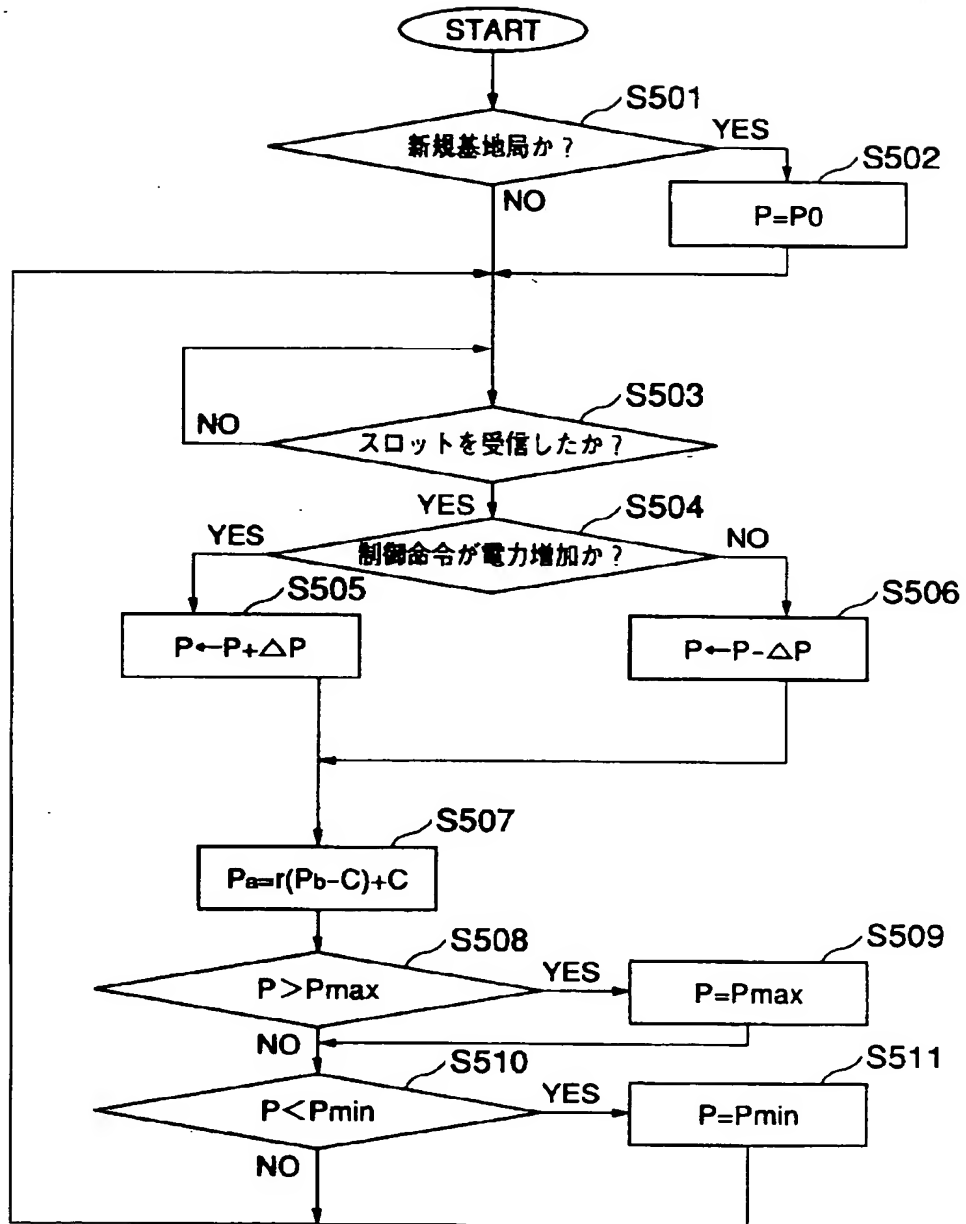 START
S501
新規基地局か?
YES
S502
NO
P=P0
S503
NO
スロットを受信したか?
YES
S504
YES
制御命令が電力増加か?
NO
S505
S506
P←P+△P
P←P-△P
S507
Pa=r(Pb-C)+C
S508
S509
P>Pmax
YES
P=Pmax
NO
S510
S511
P<Pmin
YES
P=Pmin
NO